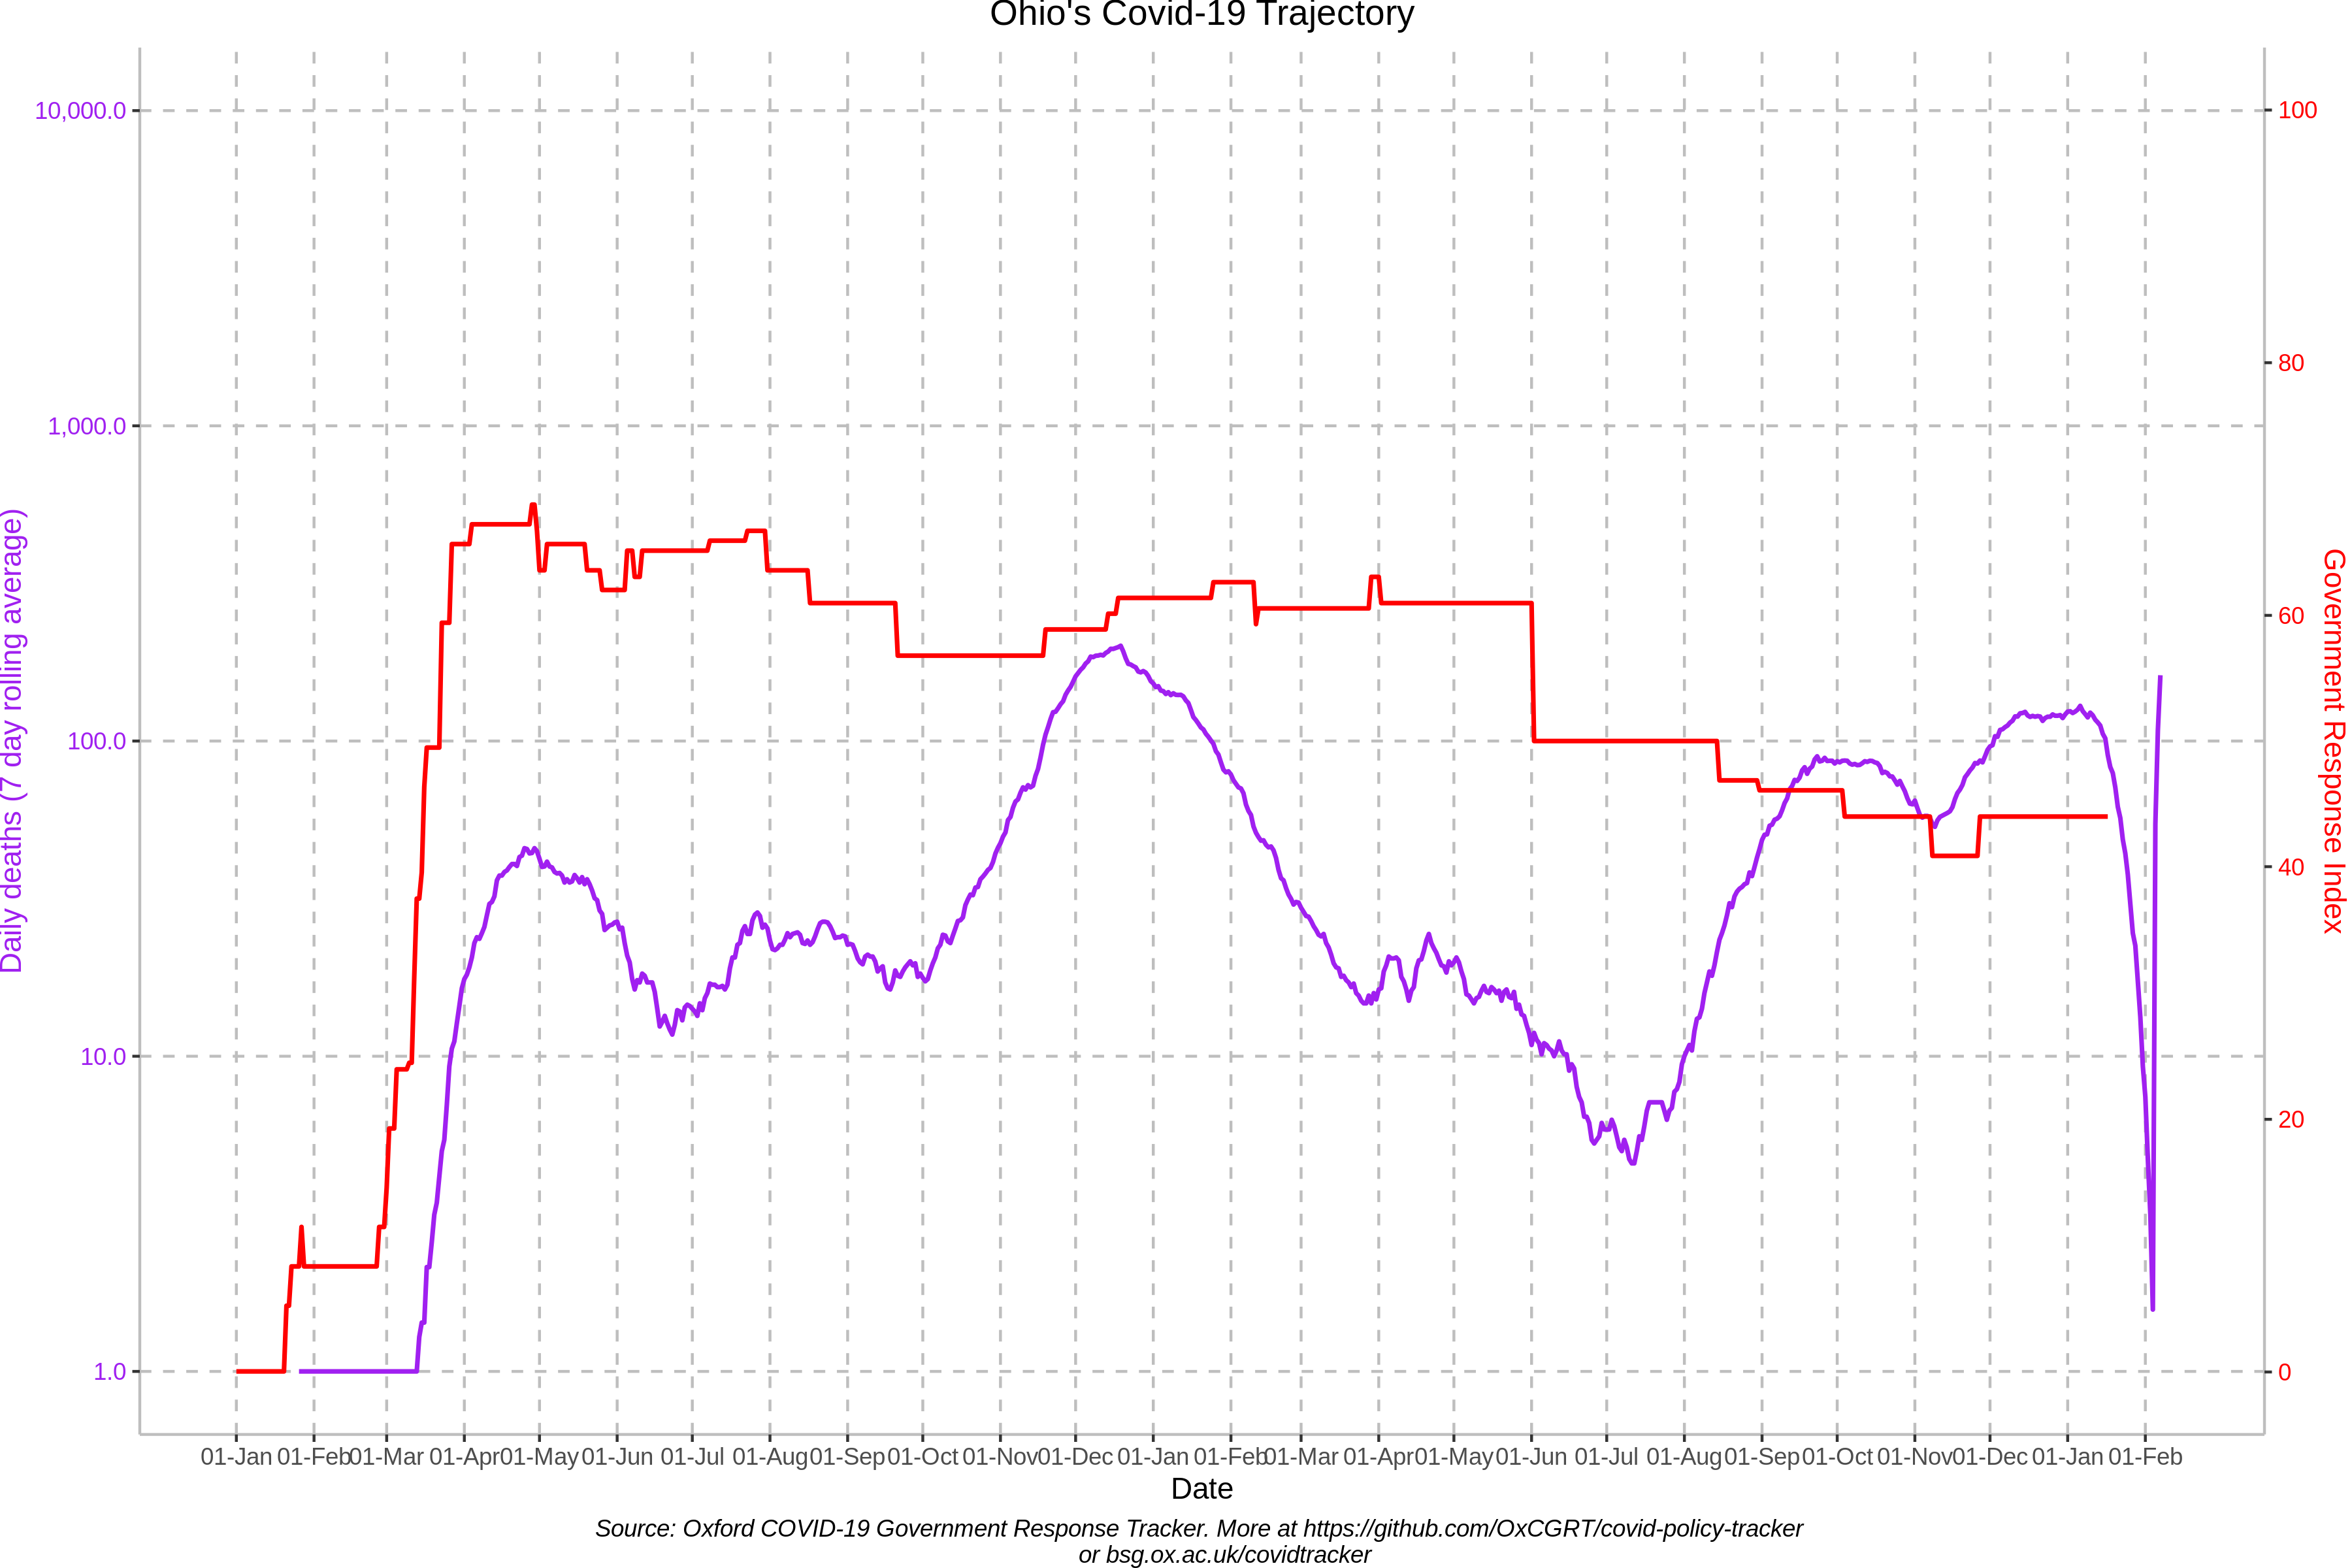 Ohio's Covid-19 Trajectory
10,000.0
1,000.0
100.0
10.0
1.0
Daily deaths (7 day rolling average)
100
80
60
40
20
0
Government Response Index
01-Jan 01-Feb 01-Mar 01-Apr 01-May 01-Jun 01-Jul 01-Aug 01-Sep 01-Oct 01-Nov 01-Dec 01-Jan 01-Feb 01-Mar 01-Apr 01-May 01-Jun 01-Jul 01-Aug 01-Sep 01-Oct 01-Nov 01-Dec 01-Jan 01-Feb
Date
Source: Oxford COVID-19 Government Response Tracker. More at https://github.com/OxCGRT/covid-policy-tracker
or bsg.ox.ac.uk/covidtracker